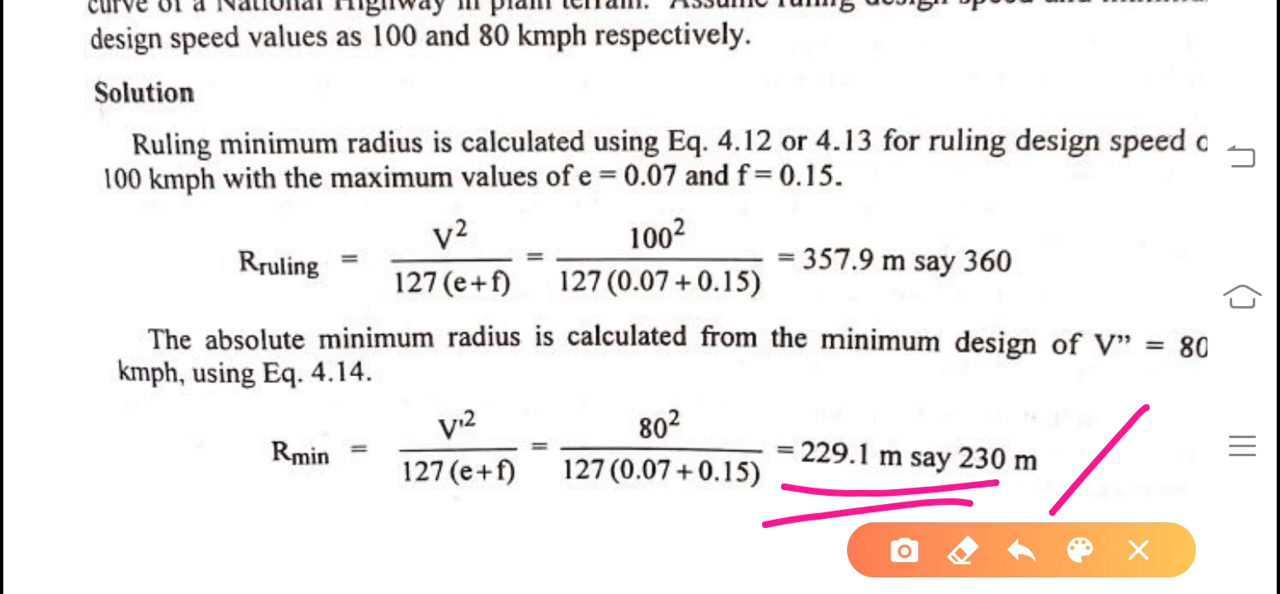 design speed values as 100 and 80 kmph respectively.
Solution
Ruling minimum radius is calculated using Eq. 4.12 or 4.13 for ruling design speed
100 kmph with the maximum values of e = 0.07 and f = 0.15.
R_ruling = V² / 127 (e+f) = 100² / 127 (0.07 + 0.15) = 357.9 m say 360
The absolute minimum radius is calculated from the minimum design of V” = 80
kmph, using Eq. 4.14.
R_min = V'² / 127 (e+f) = 80² / 127 (0.07 + 0.15) = 229.1 m say 230 m